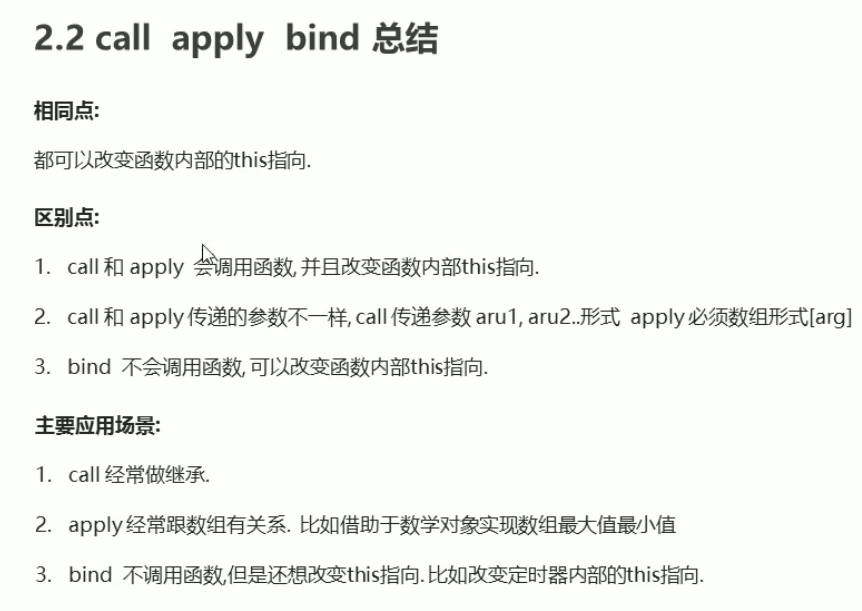 2.2 call apply bind 总结
相同点:
都可以改变函数内部的this指向.
区别点:
1. call 和 apply 会调用函数, 并且改变函数内部this指向.
2. call 和 apply 传递的参数不一样, call 传递参数 aru1, aru2..形式 apply 必须数组形式[arg]
3. bind 不会调用函数, 可以改变函数内部this指向.
主要应用场景:
1. call 经常做继承.
2. apply 经常跟数组有关系. 比如借助于数学对象实现数组最大值最小值
3. bind 不调用函数,但是还想改变this指向. 比如改变定时器内部的this指向.